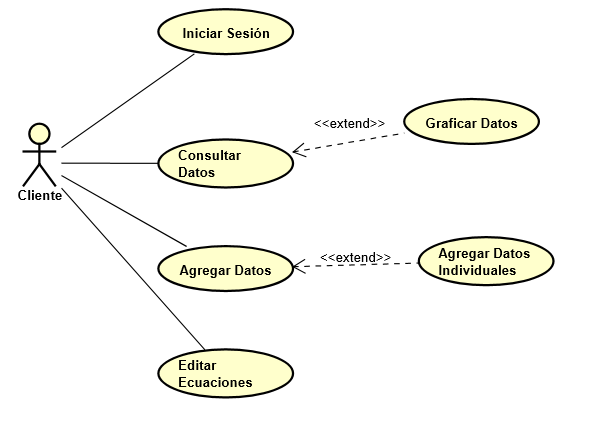 Iniciar Sesión
<<extend>>
Graficar Datos
Consultar
Datos
Cliente
Agregar Datos
<<extend>>
Agregar Datos
Individuales
Editar
Ecuaciones